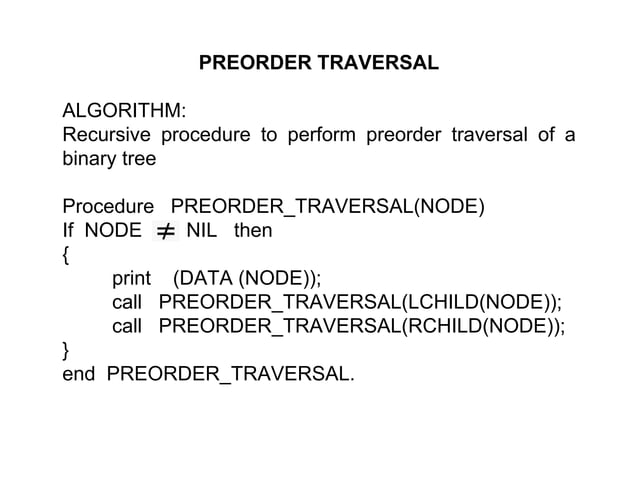 PREORDER TRAVERSAL
ALGORITHM:
Recursive procedure to perform preorder traversal of a
binary tree
Procedure PREORDER_TRAVERSAL(NODE)
If NODE ≠ NIL then
{
print (DATA (NODE));
call PREORDER_TRAVERSAL(LCHILD(NODE));
call PREORDER_TRAVERSAL(RCHILD(NODE));
}
end PREORDER_TRAVERSAL.